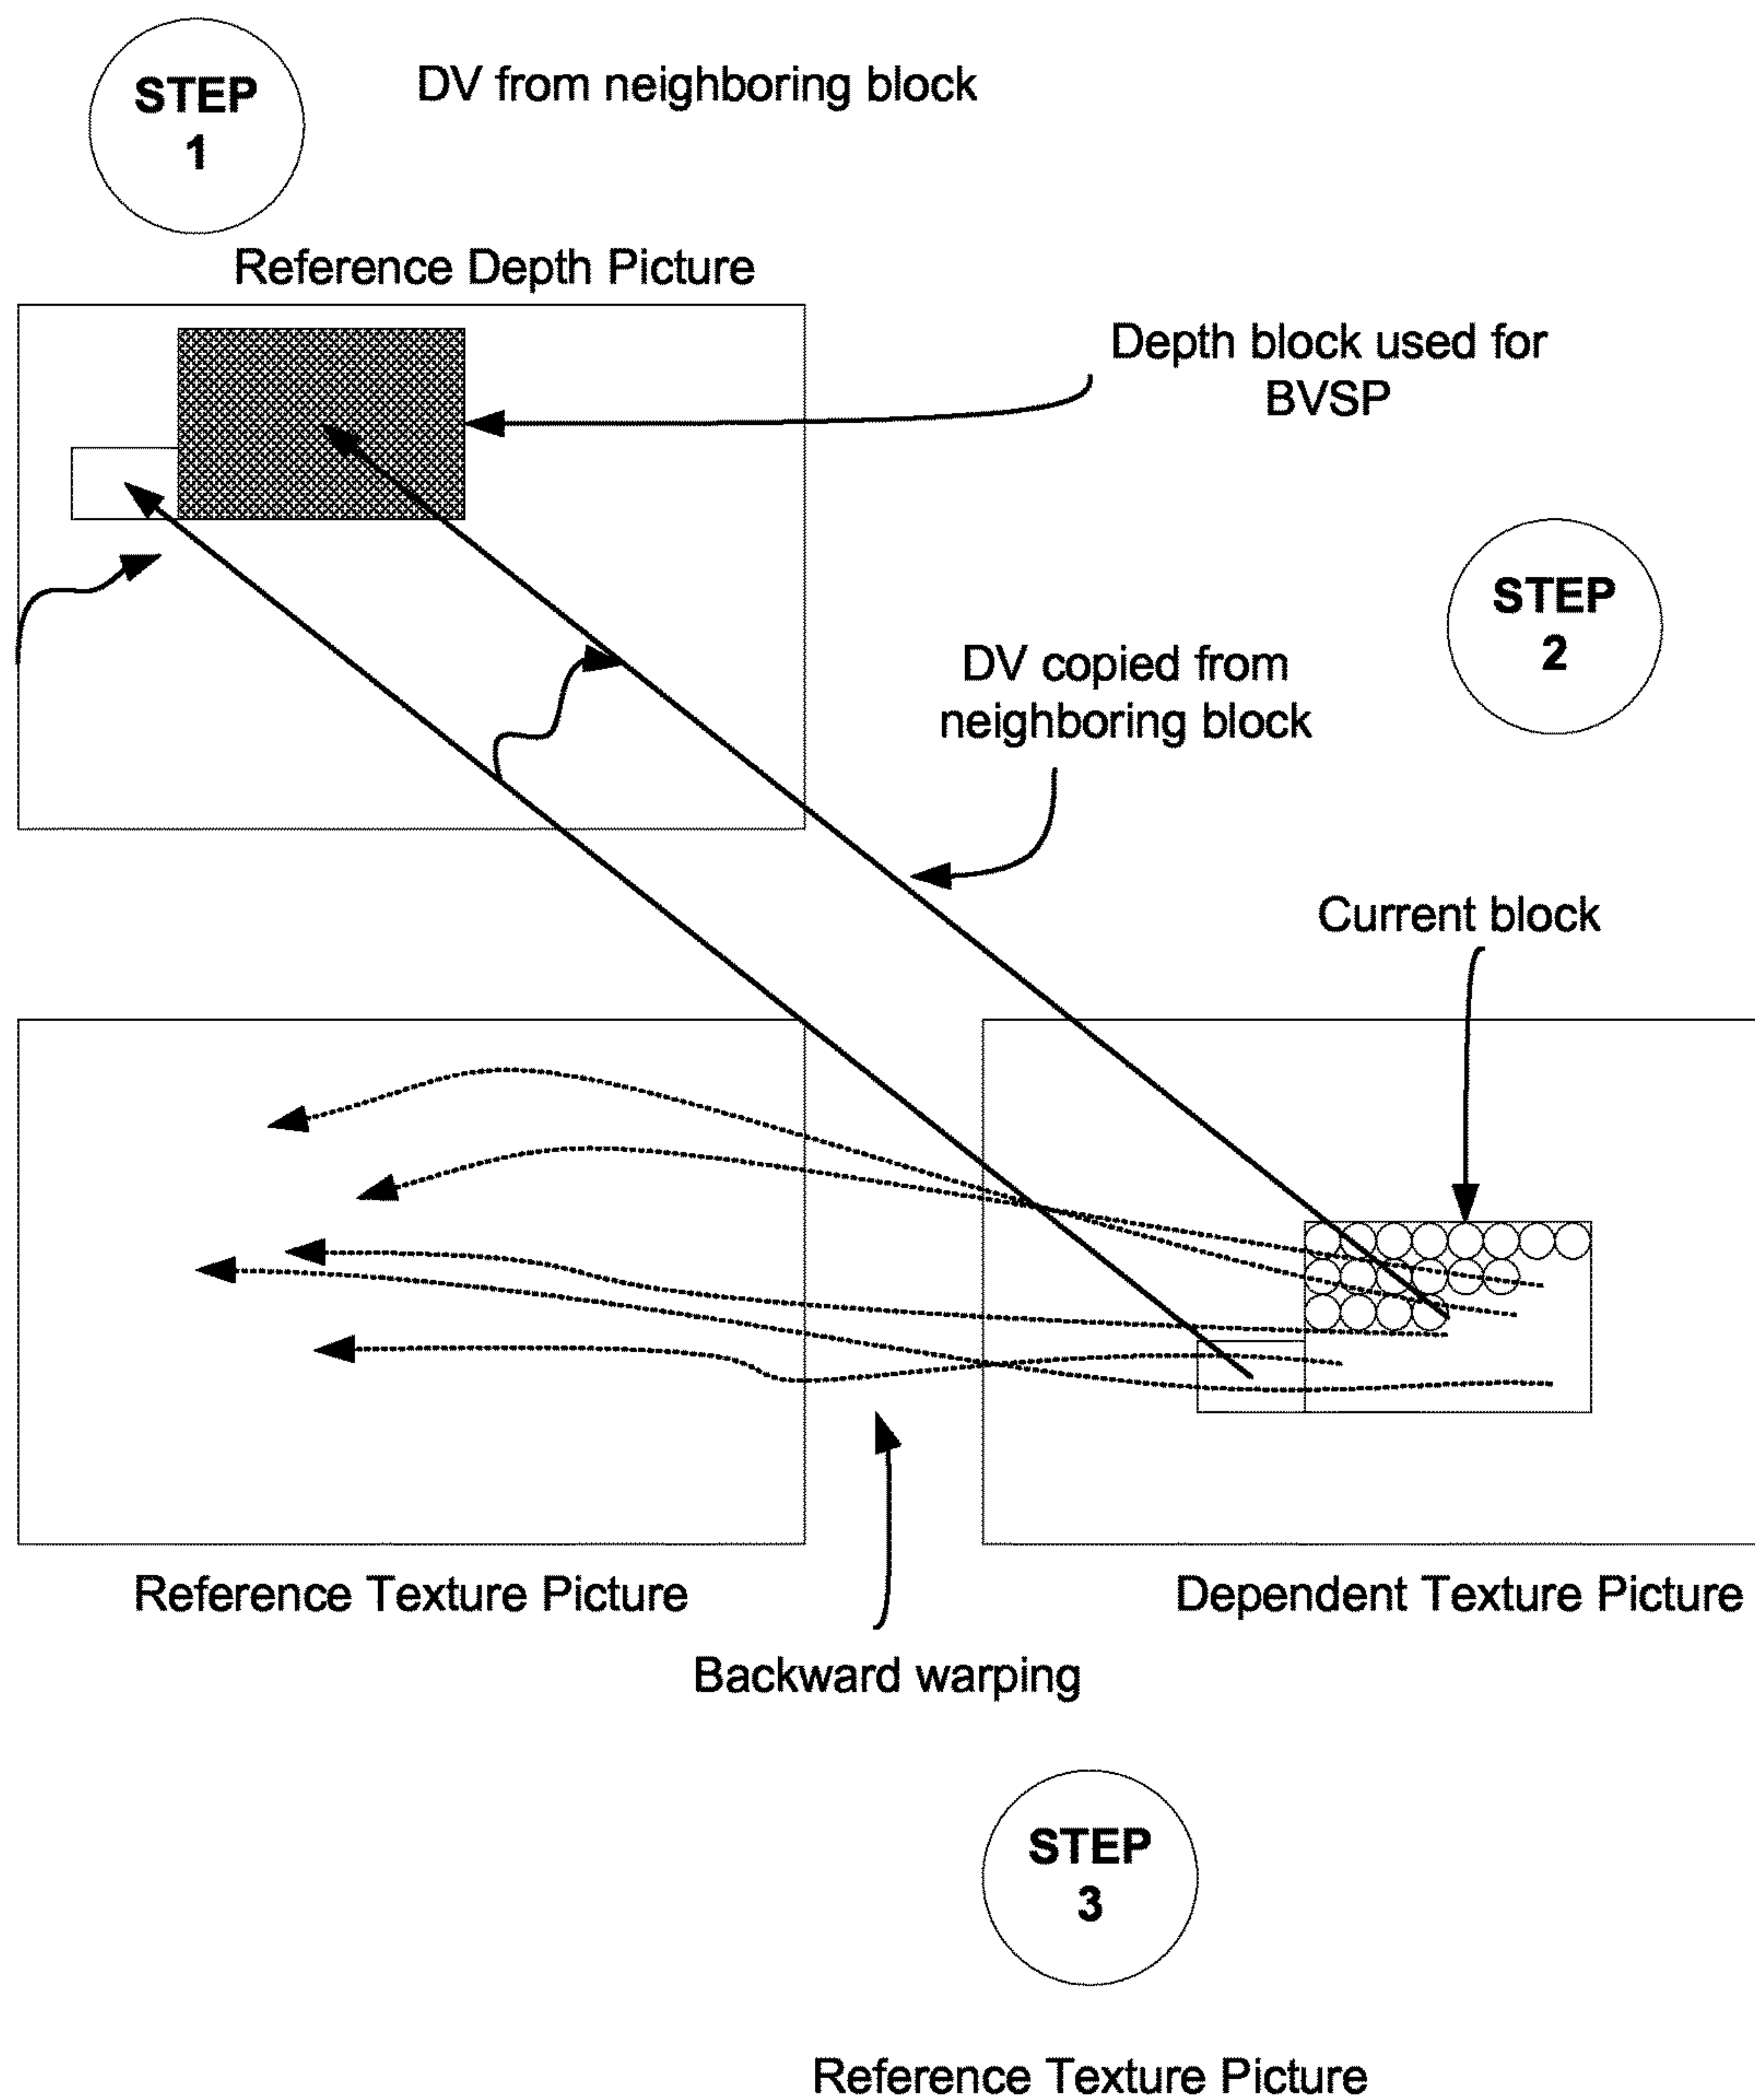 STEP
1
DV from neighboring block
Reference Depth Picture
Depth block used for
BVSP
STEP
2
DV copied from
neighboring block
Current block
Reference Texture Picture
Dependent Texture Picture
Backward warping
STEP
3
Reference Texture Picture